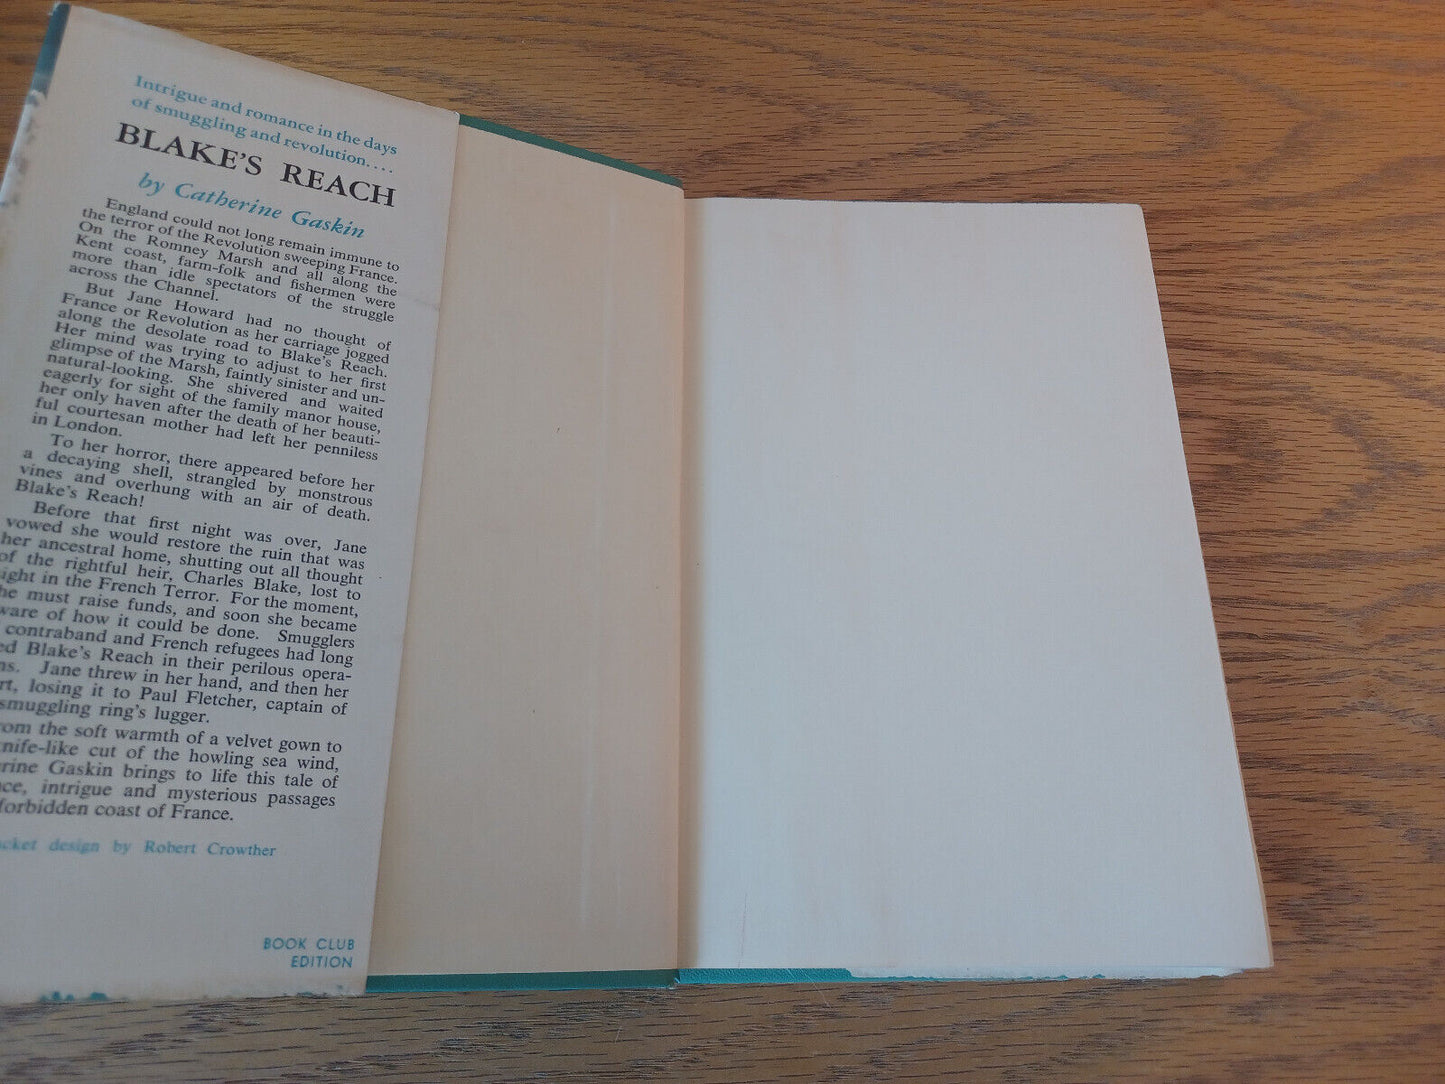 Intrigue and romance in the days
of smuggling and revolution....
BLAKE'S REACH
by Catherine Gaskin
England could not long remain immune to
the terror of the Revolution sweeping France.
On the Romney Marsh and all along the
Kent coast, farm-folk and fishermen were
more than idle spectators of the struggle
across the Channel.
But Jane Howard had no thought of
France or Revolution as her carriage jogged
along the desolate road to Blake's Reach.
Her mind was trying to adjust to her first
glimpse of the Marsh, faintly sinister and un-
natural-looking. She shivered and waited
eagerly for sight of the family manor house,
her only haven after the death of her beauti-
ful courtesan mother had left her penniless
in London.
To her horror, there appeared before her
a decaying shell, strangled by monstrous
vines and overhung with an air of death.
Blake's Reach!
Before that first night was over, Jane
vowed she would restore the ruin that was
her ancestral home, shutting out all thought
of the rightful heir, Charles Blake, lost to
in the French Terror. For the moment,
must raise funds, and soon she became
of how it could be done. Smugglers
contraband and French refugees had long
Blake's Reach in their perilous opera-
Jane threw in her hand, and then her
losing it to Paul Fletcher, captain of
smuggling ring's lugger.
the soft warmth of a velvet gown to
cut of the howling sea wind,
Gaskin brings to life this tale of
intrigue and mysterious passages
forbidden coast of France.
design by Robert Crowther
BOOK CLUB
EDITION